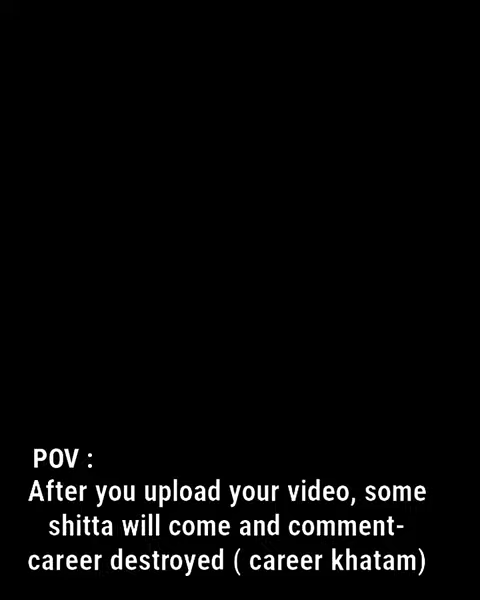 POV :
After you upload your video, some
shitta will come and comment-
career destroyed ( career khatam)